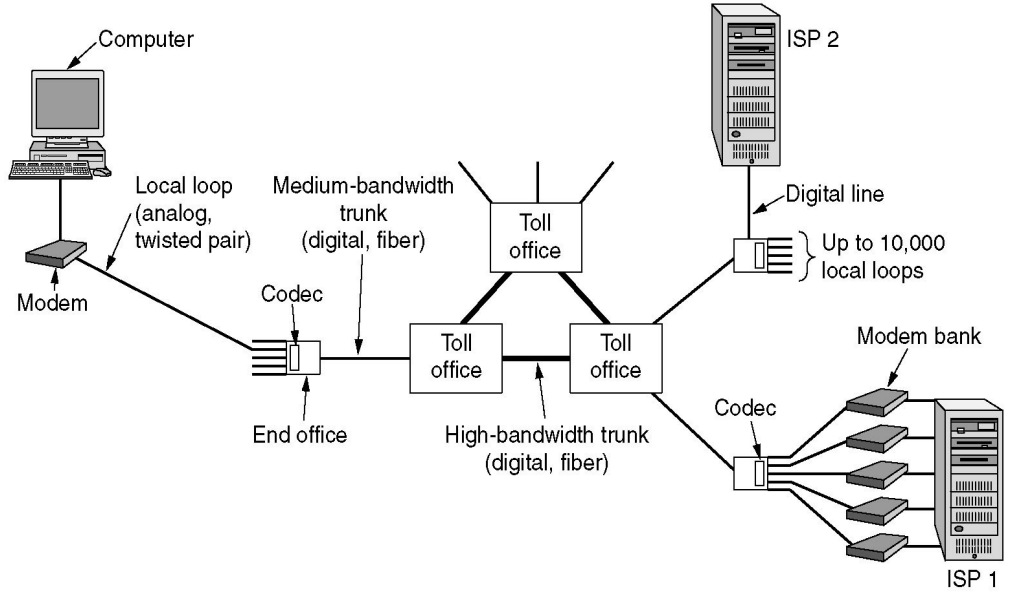 Computer
ISP 2
Local loop
(analog,
twisted pair)
Medium-bandwidth
trunk
(digital, fiber)
Toll
office
Digital line
Up to 10,000
local loops
Modem
Codec
Toll
office
Toll
office
Modem bank
End office
High-bandwidth trunk
(digital, fiber)
Codec
ISP 1